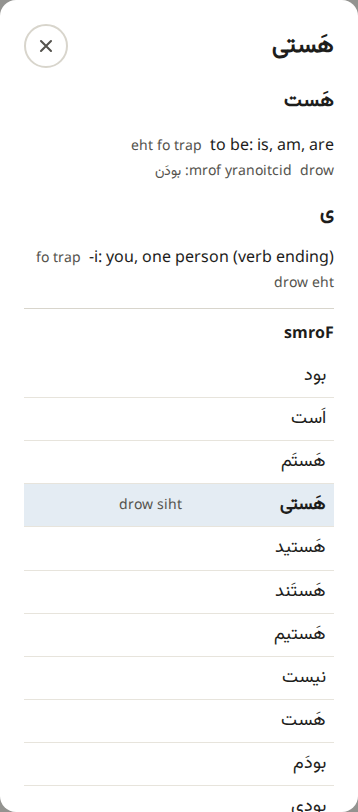 هَستی
هَست
to be: is, am, are eht fo trap
drow yranoitcid :mrof بودَن
ی
-i: you, one person (verb ending) fo trap
drow eht
smroF
بود
اَست
هَستَم
هَستی drow siht
هَستید
هَستَند
هَستیم
نیست
هَست
بودَم
بودی